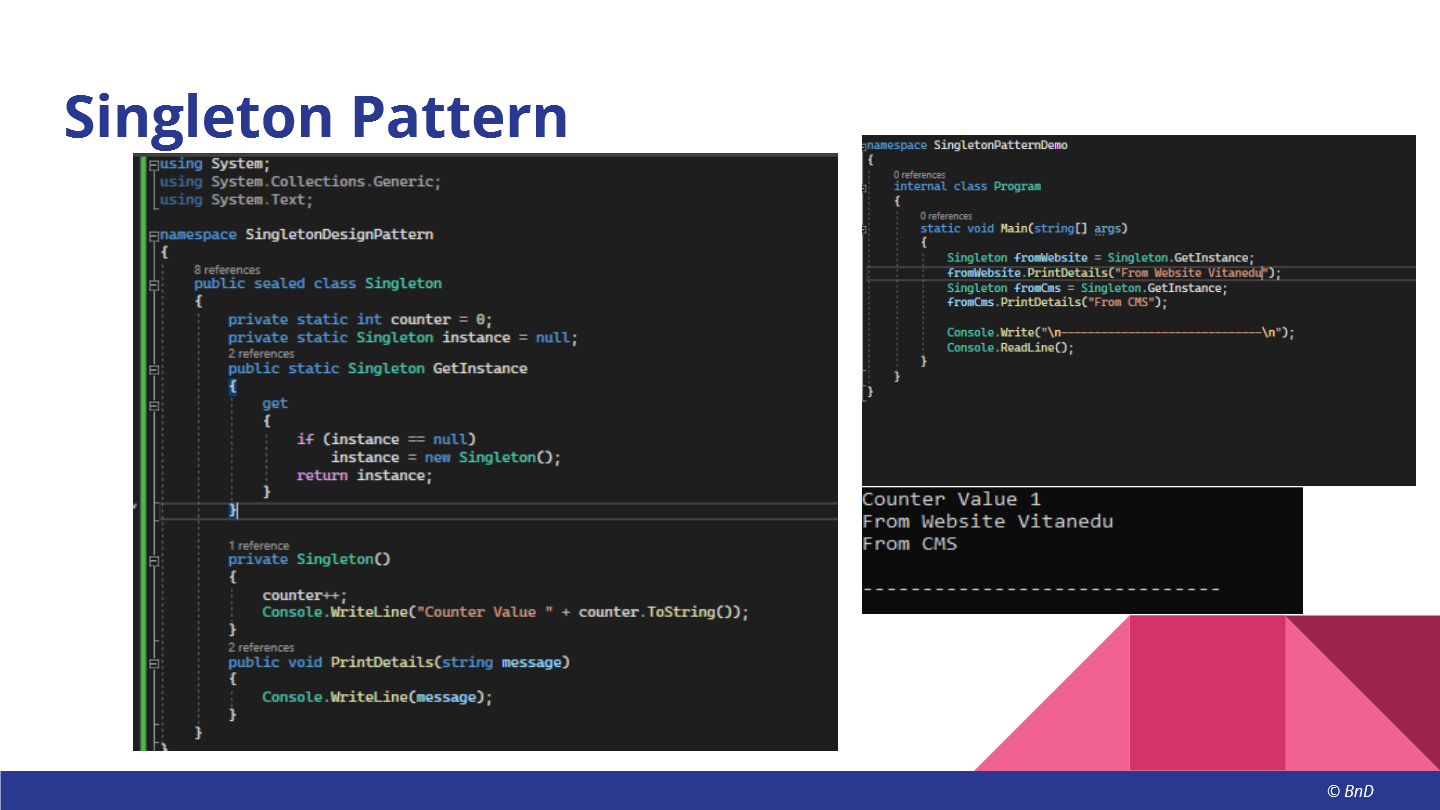 Singleton Pattern
using System;
using System.Collections.Generic;
using System.Text;
namespace SingletonDesignPattern
{
8 references
public sealed class Singleton
{
private static int counter = 0;
private static Singleton instance = null;
2 references
public static Singleton GetInstance
{
get
{
if (instance == null)
instance = new Singleton();
return instance;
}
}
1 reference
private Singleton()
{
counter++;
Console.WriteLine("Counter Value " + counter.ToString());
}
2 references
public void PrintDetails(string message)
{
Console.WriteLine(message);
}
}
}
namespace SingletonPatternDemo
{
0 references
internal class Program
{
0 references
static void Main(string[] args)
{
Singleton fromWebsite = Singleton.GetInstance;
fromWebsite.PrintDetails("From Website Vitanedu");
Singleton fromCms = Singleton.GetInstance;
fromCms.PrintDetails("From CMS");
Console.Write("\n------------------------------\n");
Console.ReadLine();
}
}
}
Counter Value 1
From Website Vitanedu
From CMS
------------------------------
© BnD